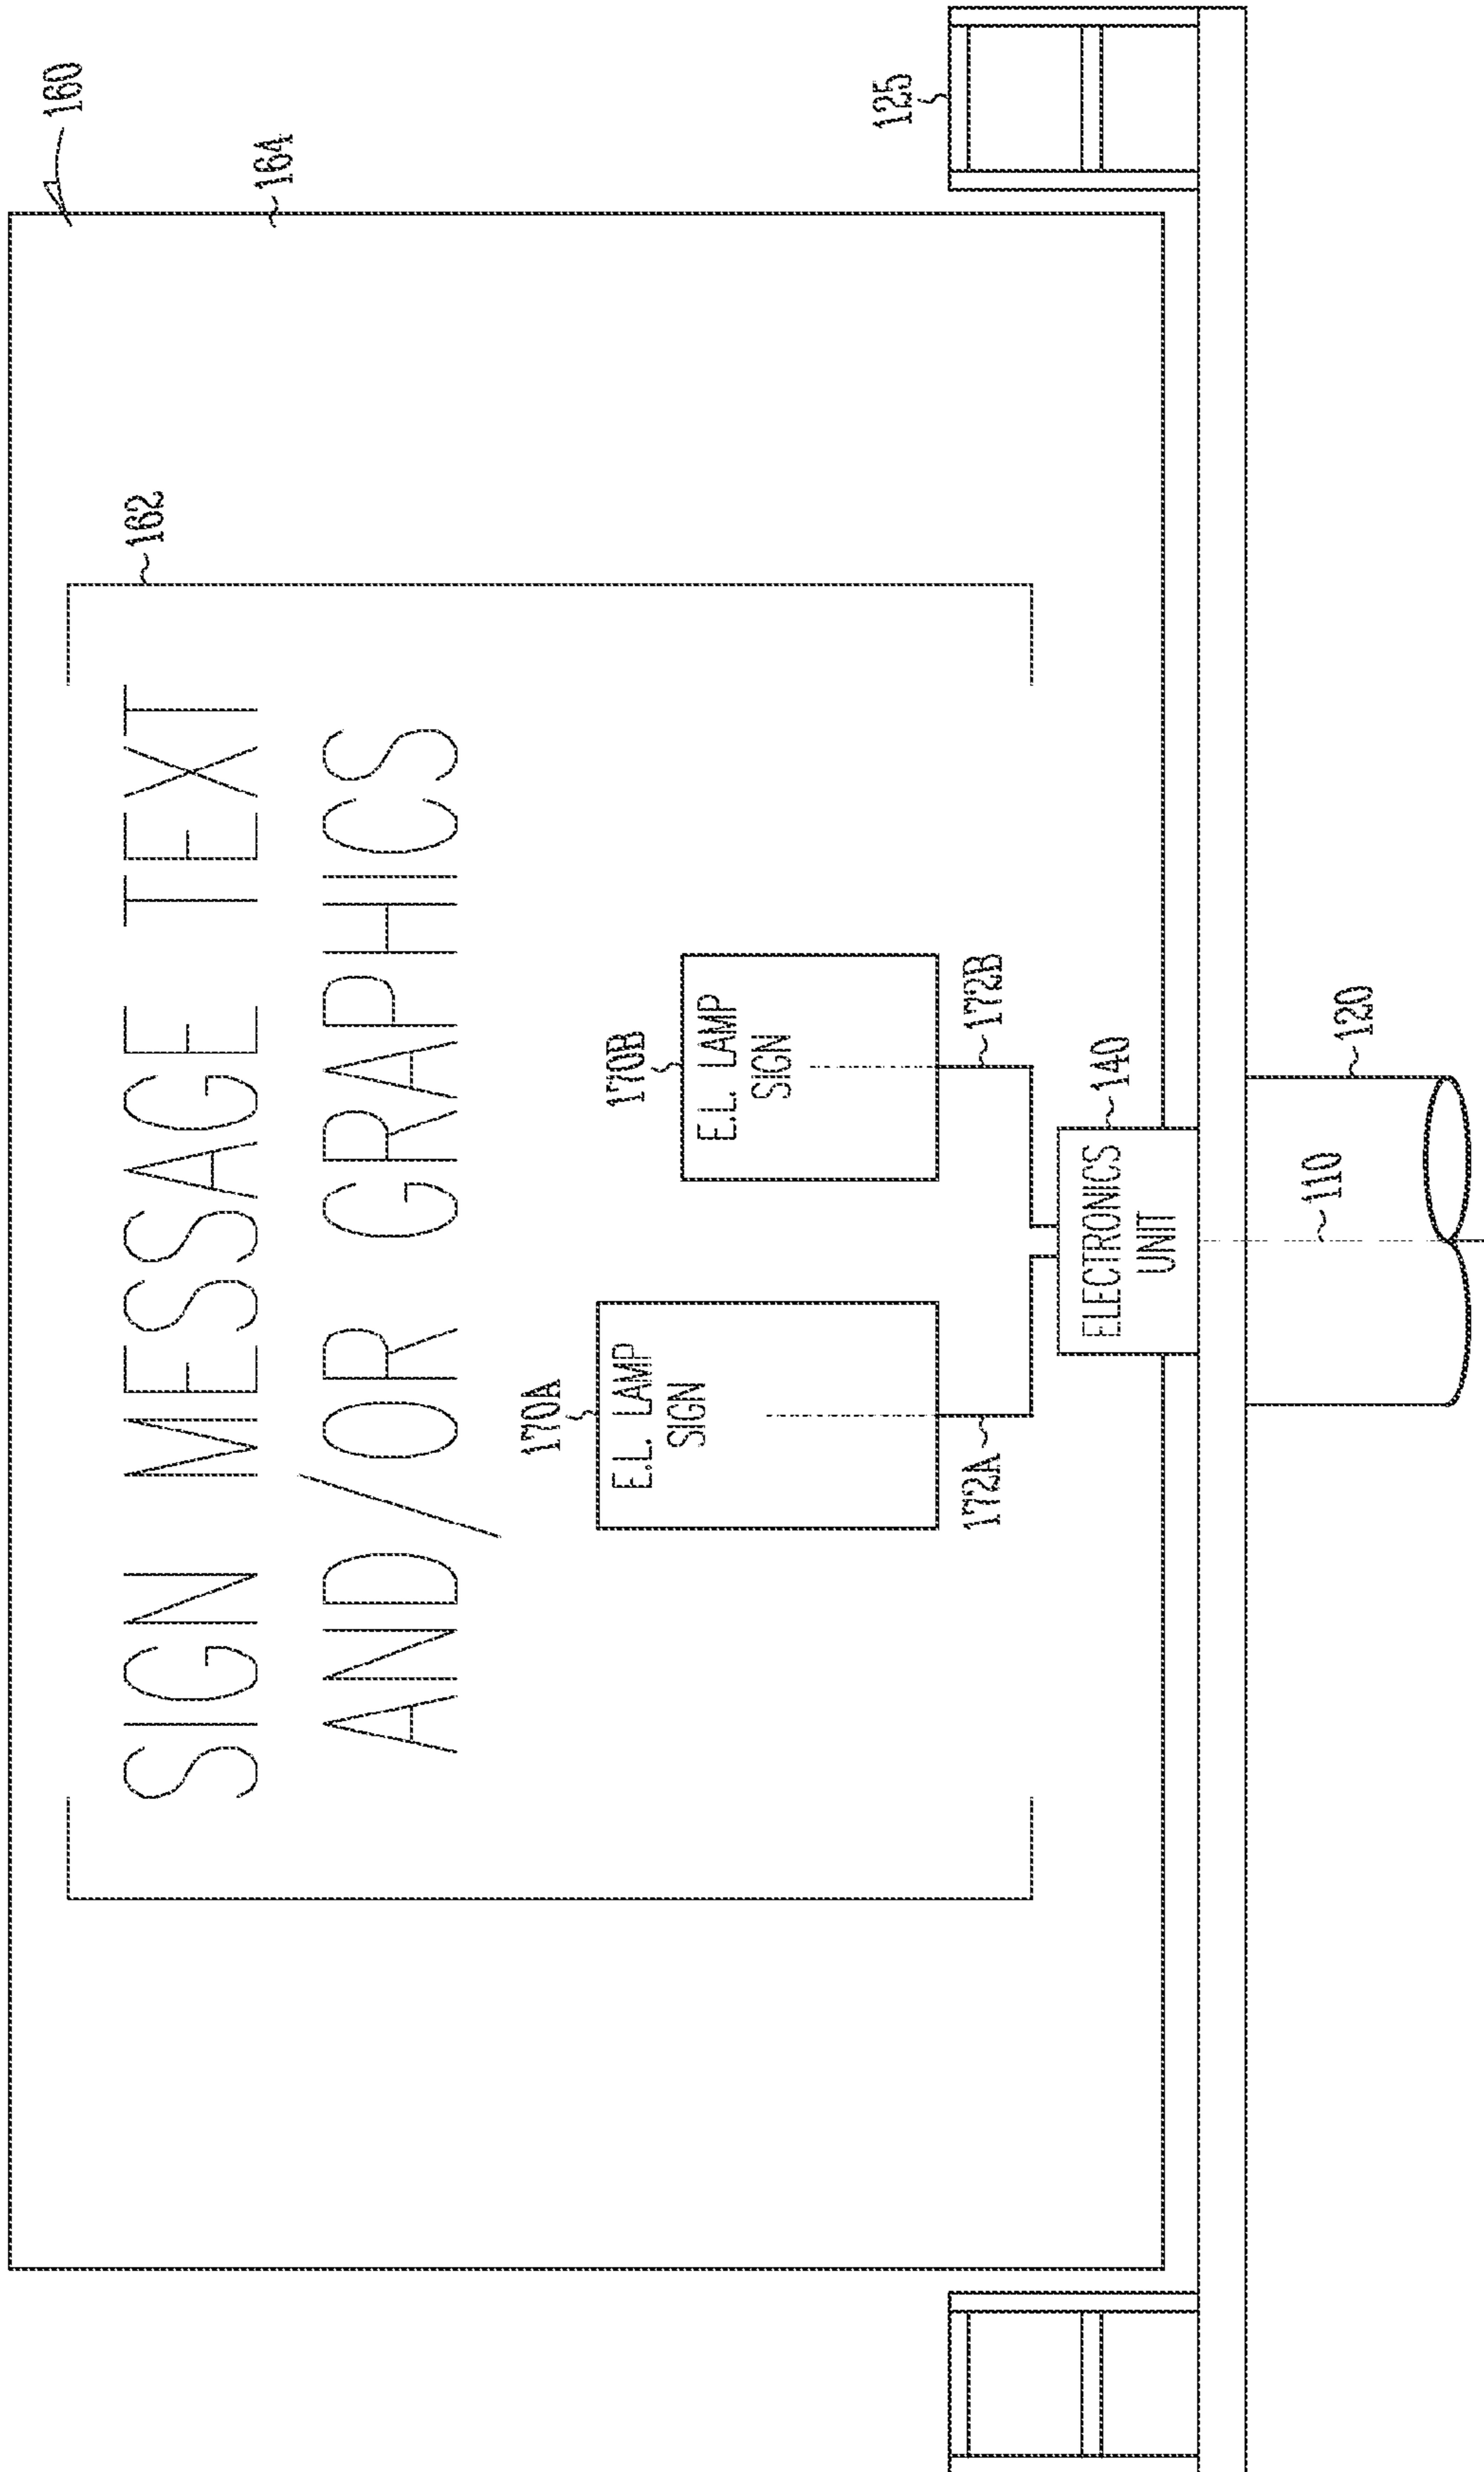 160
164
162
SIGN MESSAGE TEXT
AND/OR GRAPHICS
125
170A
E.L. LAMP
SIGN
170B
E.L. LAMP
SIGN
172A
172B
ELECTRONICS
UNIT
140
110
120